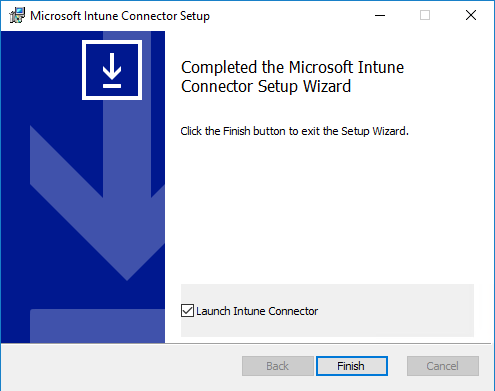 Microsoft Intune Connector Setup
Completed the Microsoft Intune
Connector Setup Wizard
Click the Finish button to exit the Setup Wizard.
Launch Intune Connector
Back
Finish
Cancel